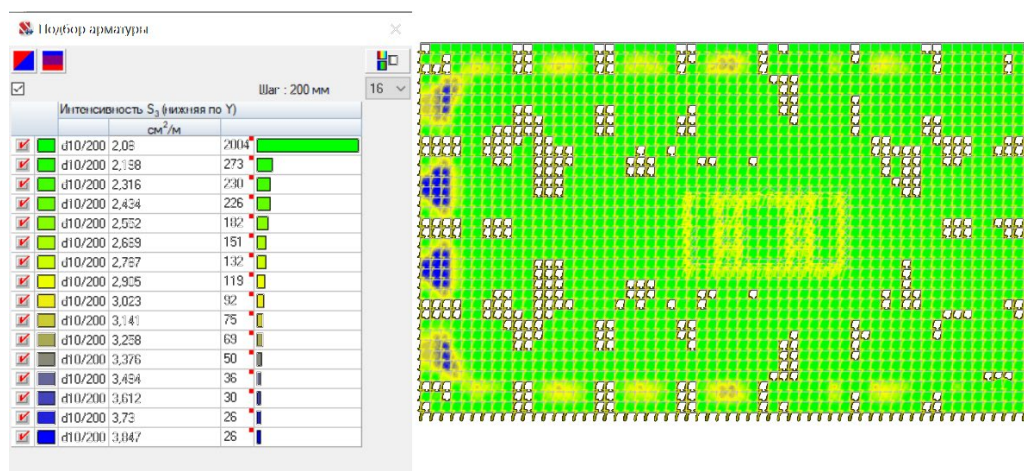 Подбор арматуры
Шаг : 200 мм
16
Интенсивность S3 (нижняя по Y)
см²/м
d10/200 2,08 2004
d10/200 2,198 273
d10/200 2,316 230
d10/200 2,434 226
d10/200 2,552 182
d10/200 2,669 151
d10/200 2,787 132
d10/200 2,905 119
d10/200 3,023 92
d10/200 3,141 75
d10/200 3,258 69
d10/200 3,376 50
d10/200 3,494 36
d10/200 3,612 30
d10/200 3,73 26
d10/200 3,847 26